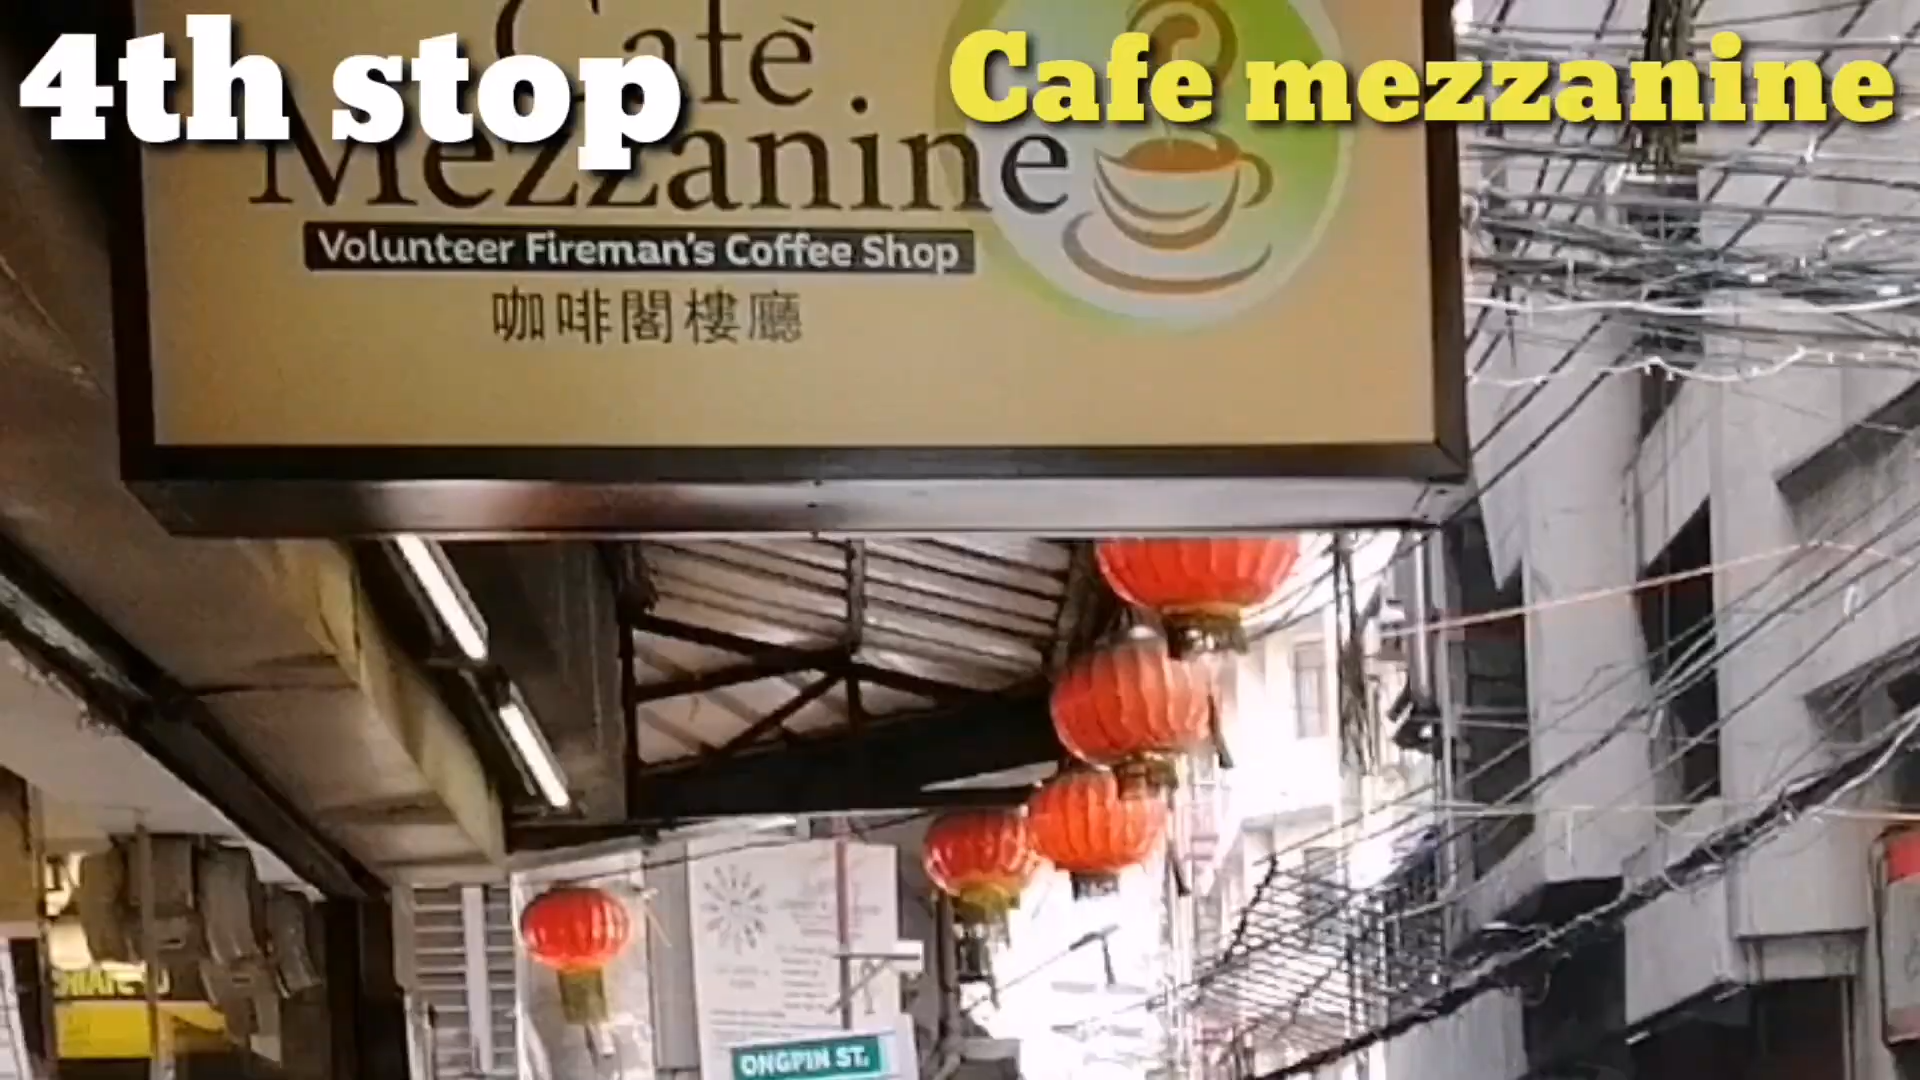 4th stop
Cafe mezzanine
Cafè
Mezzanine
Volunteer Fireman's Coffee Shop
咖啡閣樓廳
ONGPIN ST.